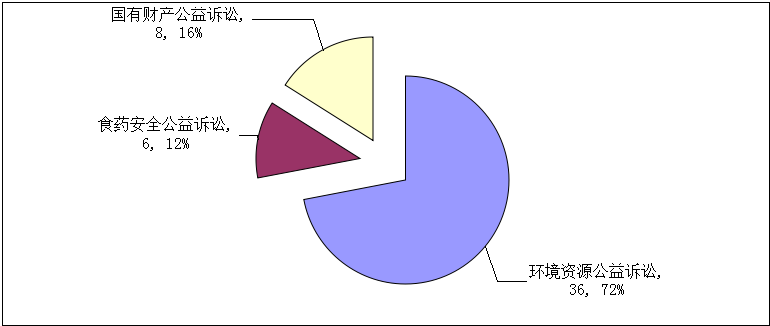 国有财产公益诉讼,
8, 16%
食药安全公益诉讼,
6, 12%
环境资源公益诉讼,
36, 72%